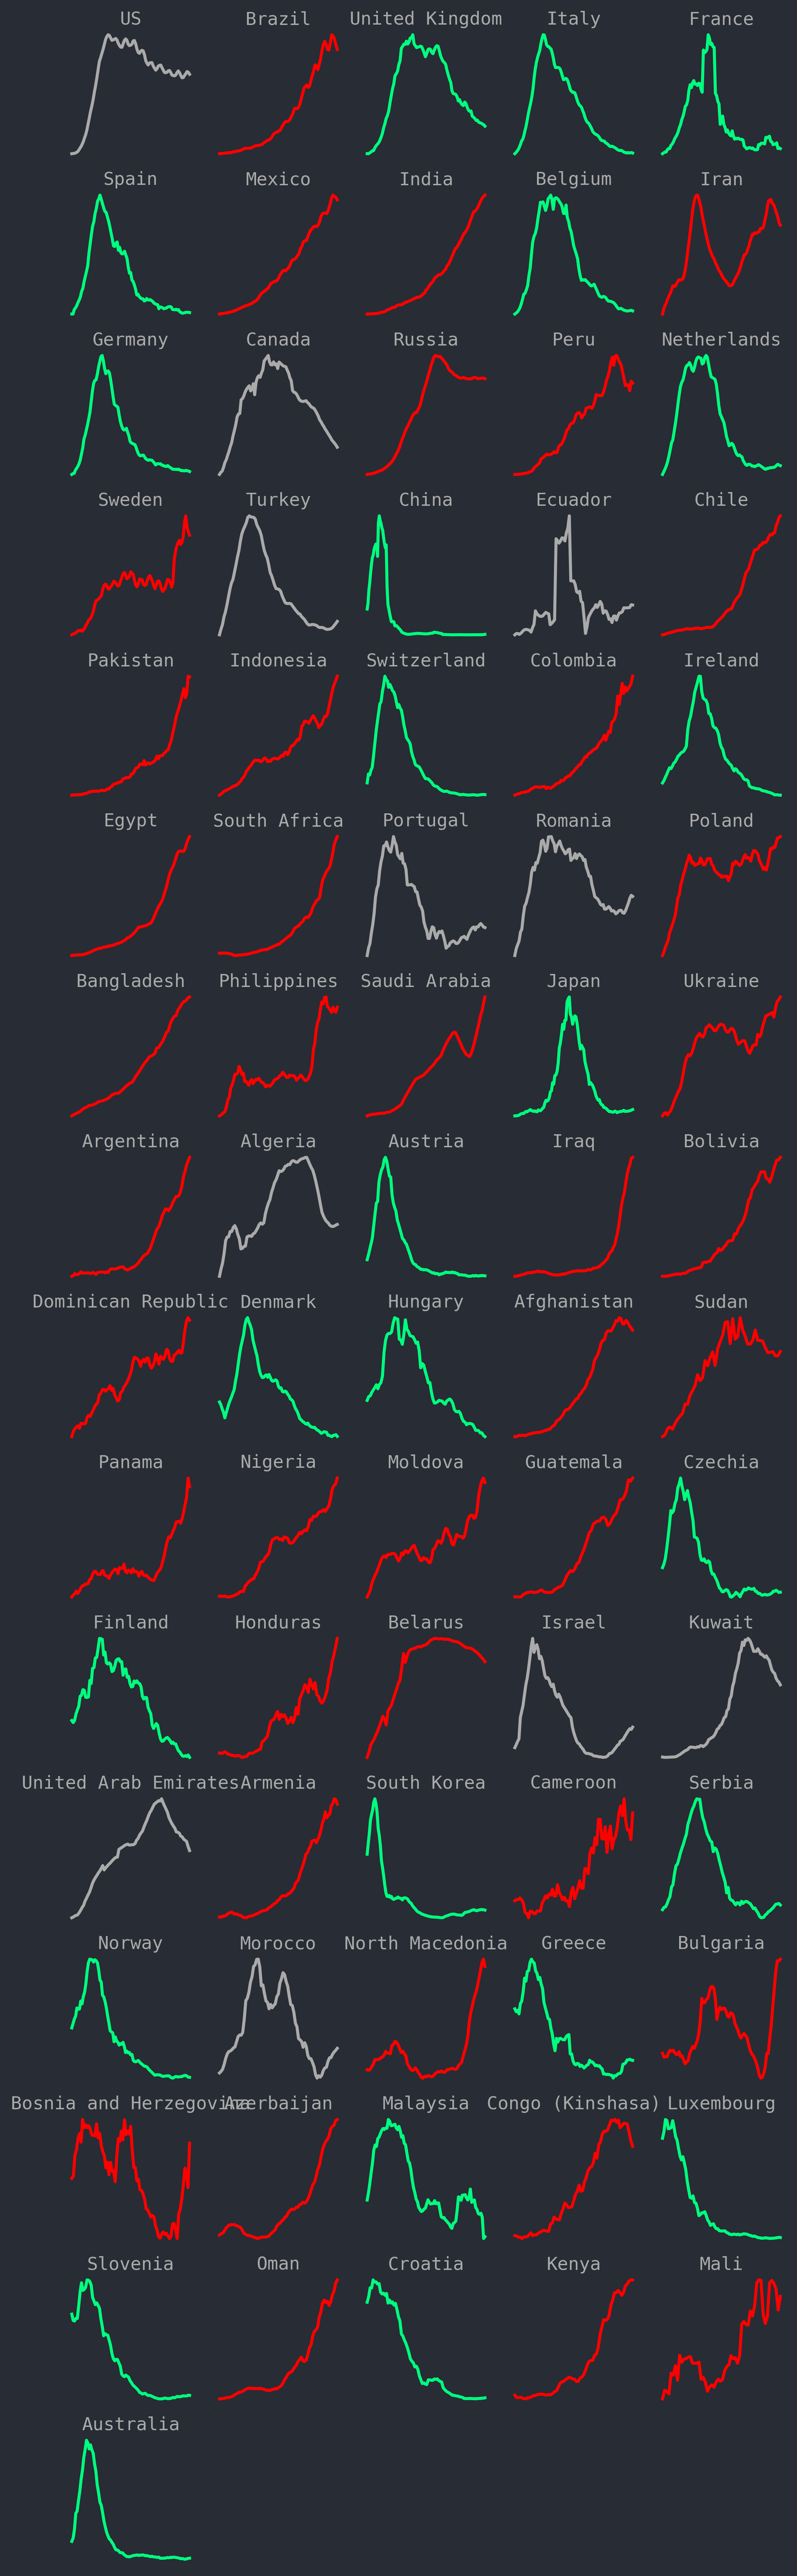 US Brazil United Kingdom Italy France
Spain Mexico India Belgium Iran
Germany Canada Russia Peru Netherlands
Sweden Turkey China Ecuador Chile
Pakistan Indonesia Switzerland Colombia Ireland
Egypt South Africa Portugal Romania Poland
Bangladesh Philippines Saudi Arabia Japan Ukraine
Argentina Algeria Austria Iraq Bolivia
Dominican Republic Denmark Hungary Afghanistan Sudan
Panama Nigeria Moldova Guatemala Czechia
Finland Honduras Belarus Israel Kuwait
United Arab Emirates Armenia South Korea Cameroon Serbia
Norway Morocco North Macedonia Greece Bulgaria
Bosnia and Herzegovina Azerbaijan Malaysia Congo (Kinshasa) Luxembourg
Slovenia Oman Croatia Kenya Mali
Australia